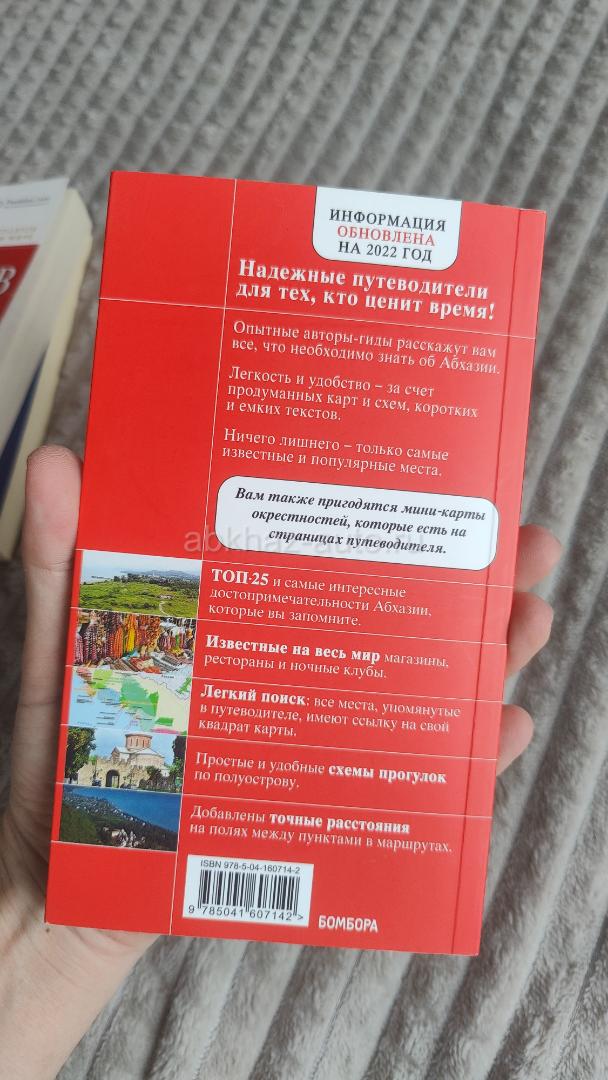 ИНФОРМАЦИЯ
ОБНОВЛЕНА
НА 2022 ГОД
Надежные путеводители
для тех, кто ценит время!
Опытные авторы-гиды расскажут вам
все, что необходимо знать об Абхазии.
Легкость и удобство – за счет
продуманных карт и схем, коротких
и емких текстов.
Ничего лишнего – только самые
известные и популярные места.
Вам также пригодятся мини-карты
окрестностей, которые есть на
страницах путеводителя.
abkhaz-auto.ru
ТОП-25 и самые интересные
достопримечательности Абхазии,
которые вы запомните.
Известные на весь мир магазины,
рестораны и ночные клубы.
Легкий поиск: все места, упомянутые
в путеводителе, имеют ссылку на свой
квадрат карты.
Простые и удобные схемы прогулок
по полуострову.
Добавлены точные расстояния
на полях между пунктами в маршрутах.
ISBN 978-5-04-160714-2
9 785041 607142 >
БОМБОРА
В